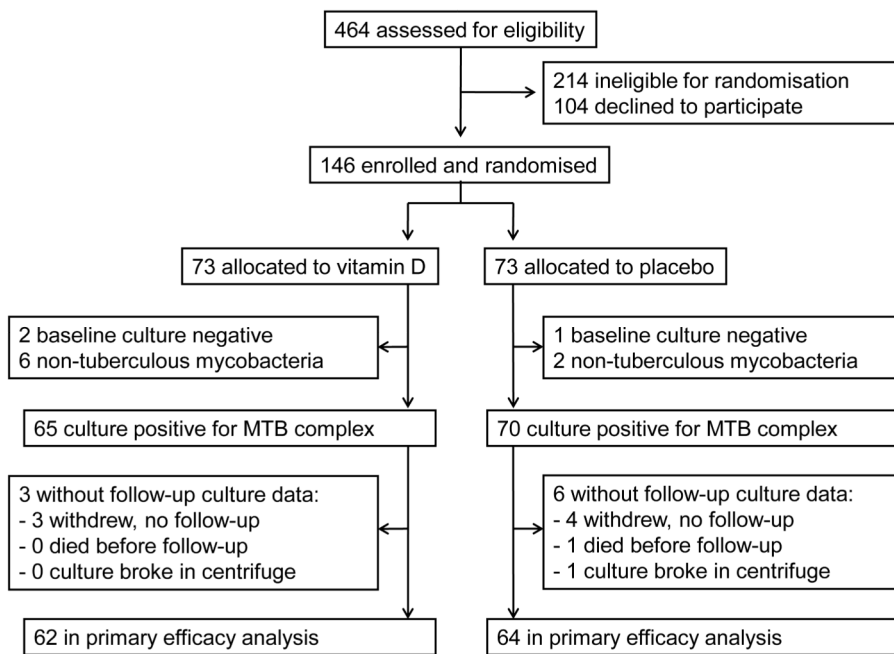 464 assessed for eligibility
214 ineligible for randomisation
104 declined to participate
146 enrolled and randomised
73 allocated to vitamin D
73 allocated to placebo
2 baseline culture negative
6 non-tuberculous mycobacteria
1 baseline culture negative
2 non-tuberculous mycobacteria
65 culture positive for MTB complex
70 culture positive for MTB complex
3 without follow-up culture data:
- 3 withdrew, no follow-up
- 0 died before follow-up
- 0 culture broke in centrifuge
6 without follow-up culture data:
- 4 withdrew, no follow-up
- 1 died before follow-up
- 1 culture broke in centrifuge
62 in primary efficacy analysis
64 in primary efficacy analysis